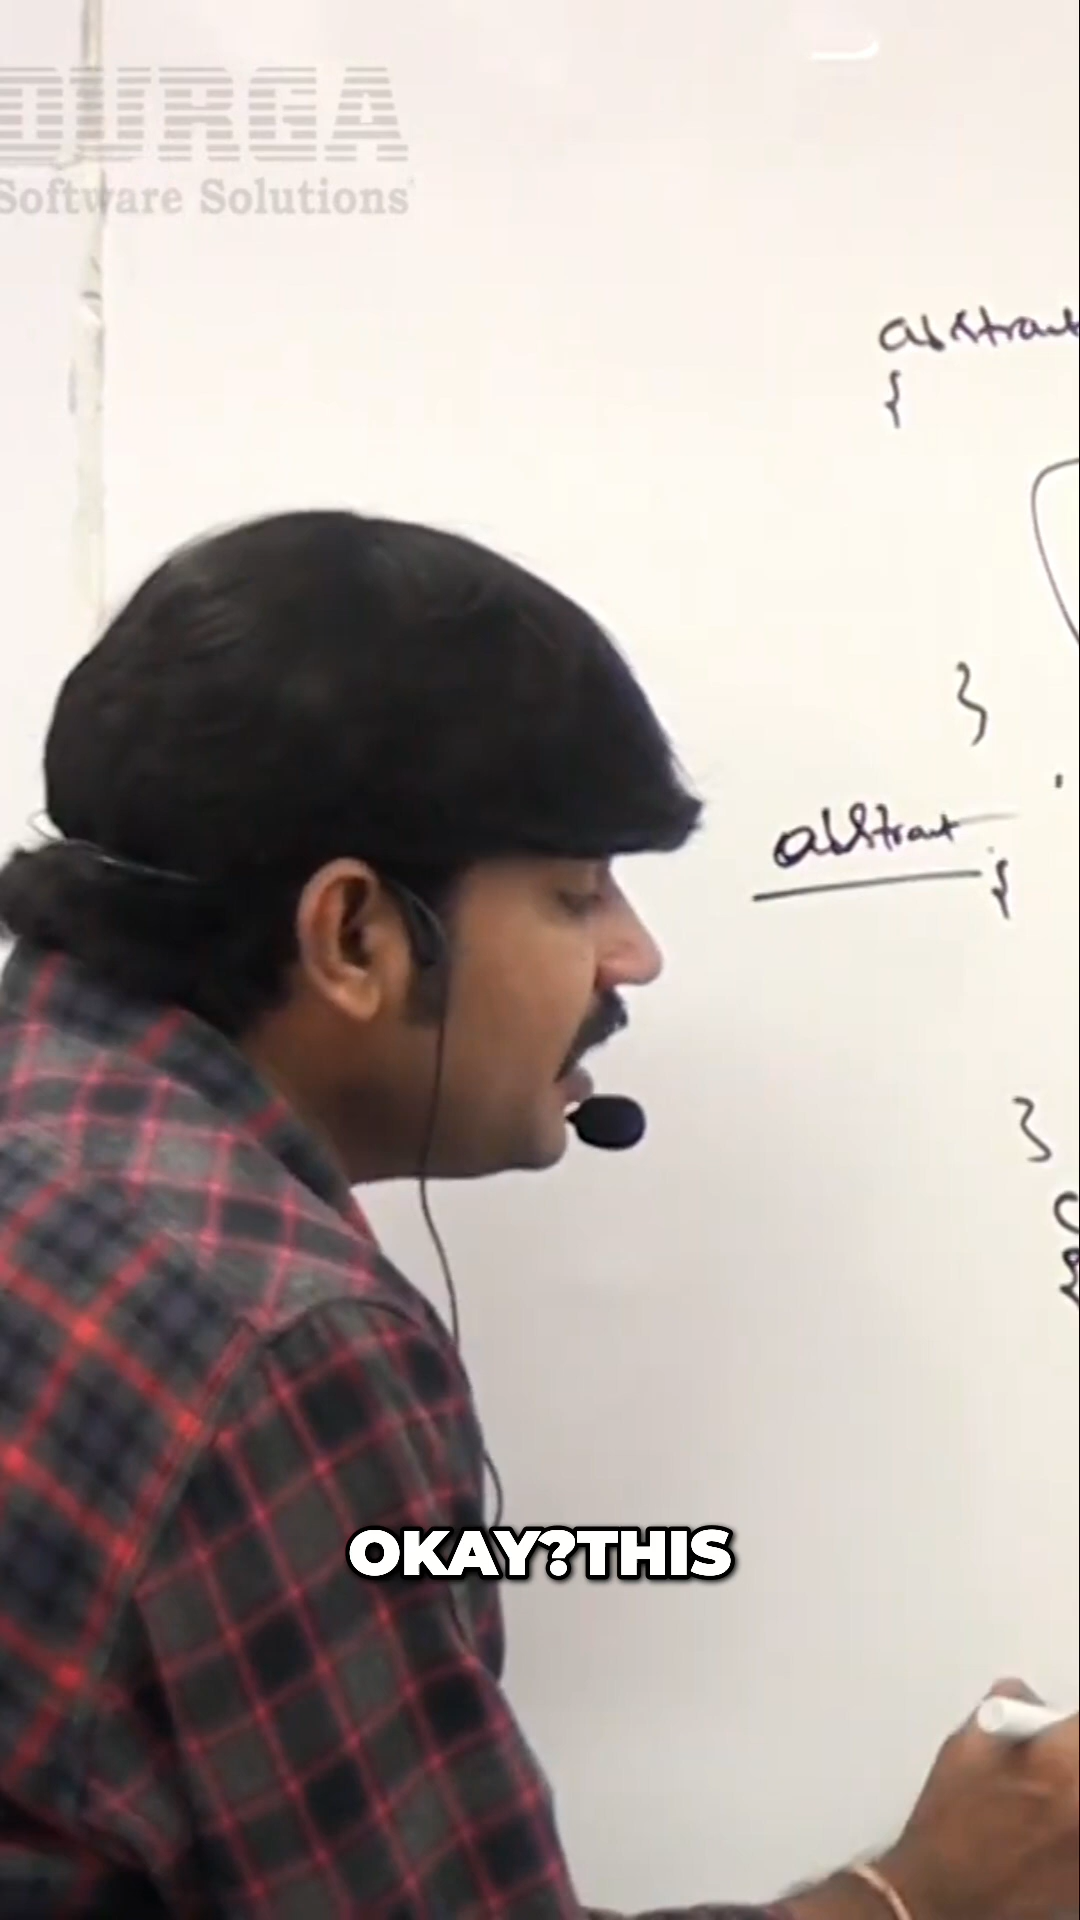 DURGA
Software Solutions
abstract
{
}
abstract
{
}
OKAY?THIS